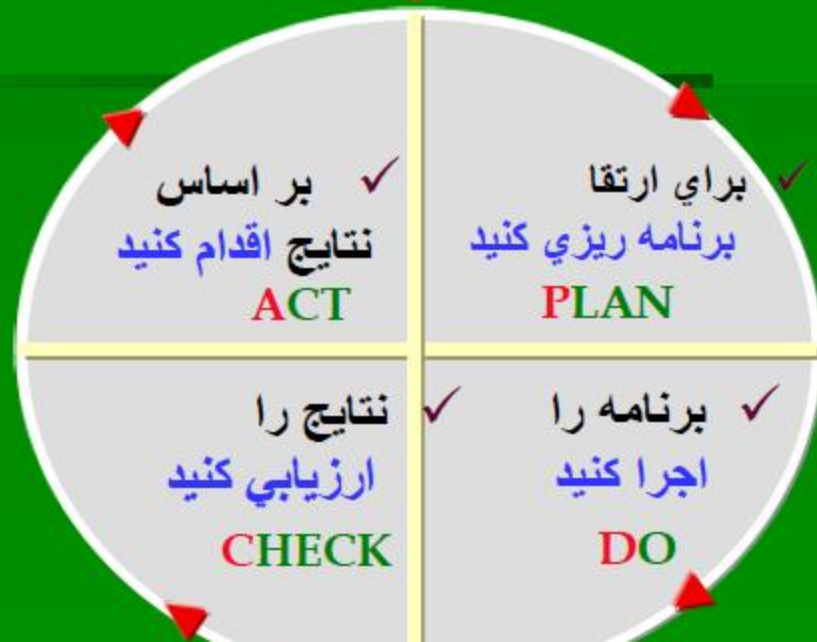 براي ارتقا
برنامه ريزي كنيد
PLAN
برنامه را
اجرا كنيد
DO
نتايج را
ارزيابي كنيد
CHECK
بر اساس
نتايج اقدام كنيد
ACT